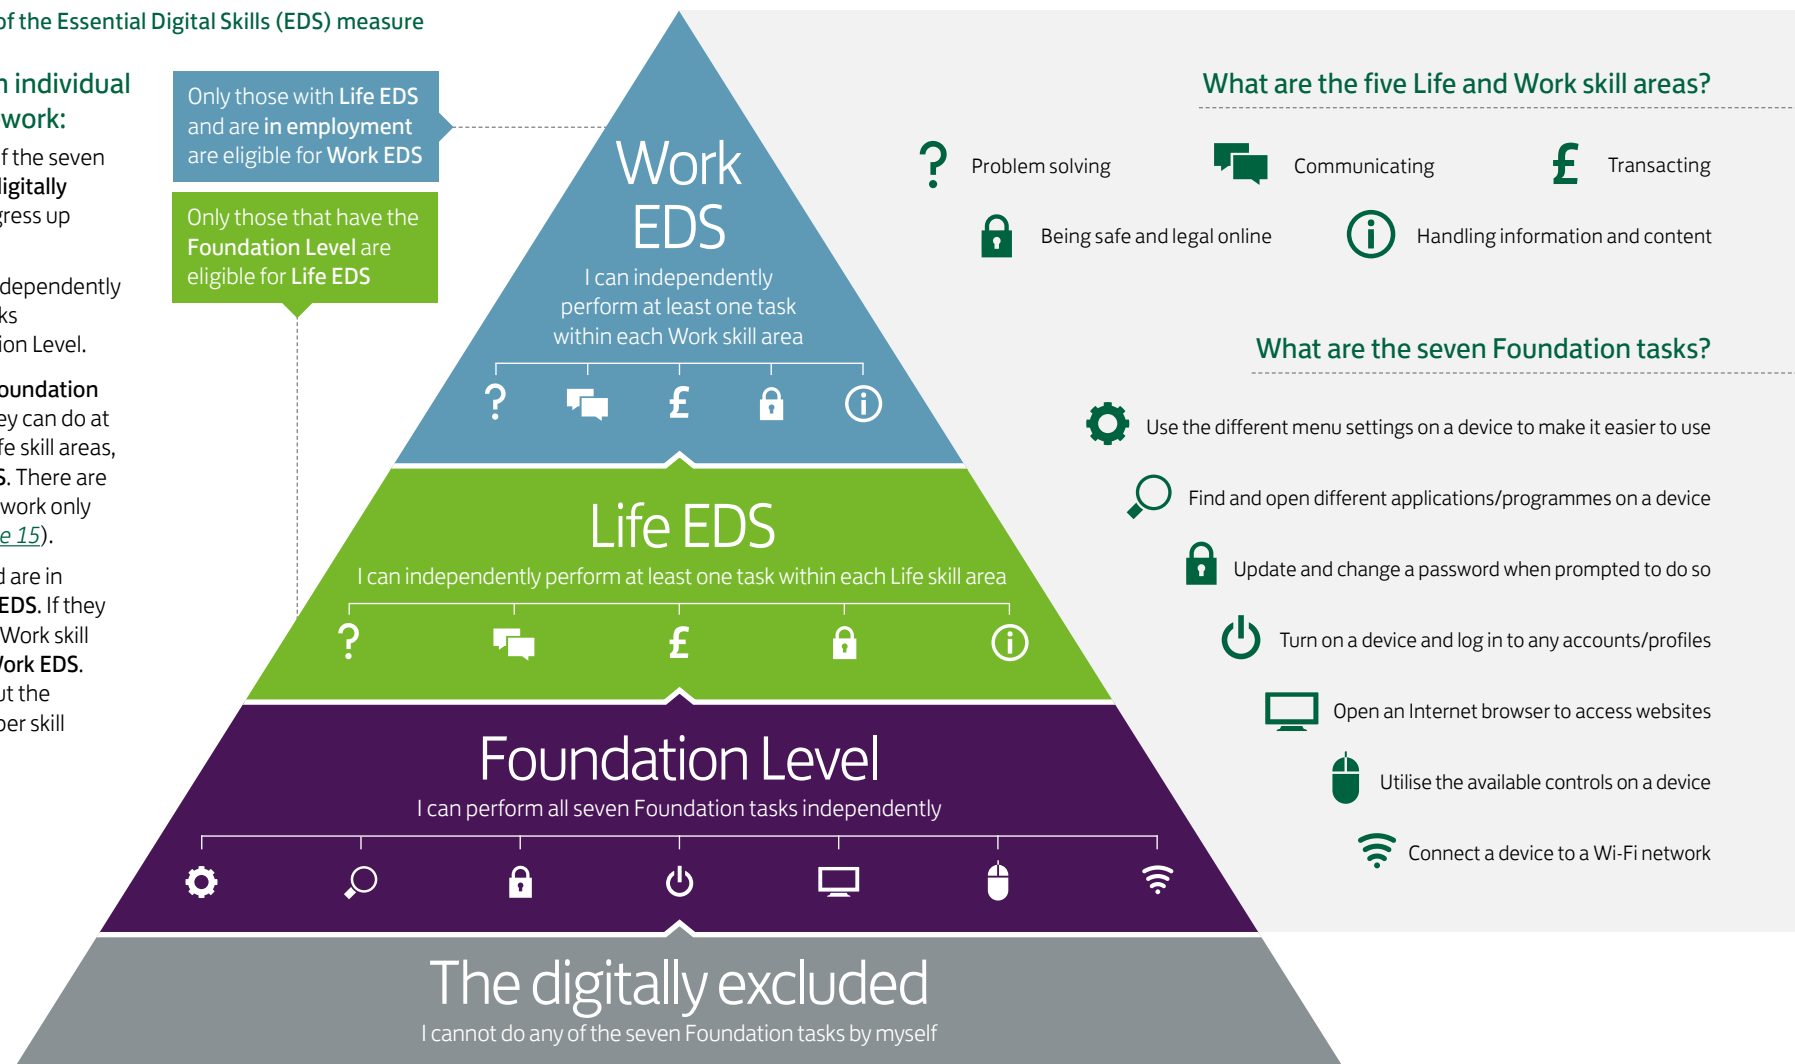 of the Essential Digital Skills (EDS) measure
n individual
work:
f the seven
digitally
gress up
dependently
ks
ion Level.
oundation
ey can do at
fe skill areas,
S. There are
work only
e 15).
d are in
EDS. If they
Work skill
Work EDS.
ut the
per skill
Only those with Life EDS
and are in employment
are eligible for Work EDS
Only those that have the
Foundation Level are
eligible for Life EDS
Work
EDS
I can independently
perform at least one task
within each Work skill area
Life EDS
I can independently perform at least one task within each Life skill area
Foundation Level
I can perform all seven Foundation tasks independently
The digitally excluded
I cannot do any of the seven Foundation tasks by myself
What are the five Life and Work skill areas?
Problem solving
Communicating
Transacting
Being safe and legal online
Handling information and content
What are the seven Foundation tasks?
Use the different menu settings on a device to make it easier to use
Find and open different applications/programmes on a device
Update and change a password when prompted to do so
Turn on a device and log in to any accounts/profiles
Open an Internet browser to access websites
Utilise the available controls on a device
Connect a device to a Wi-Fi network